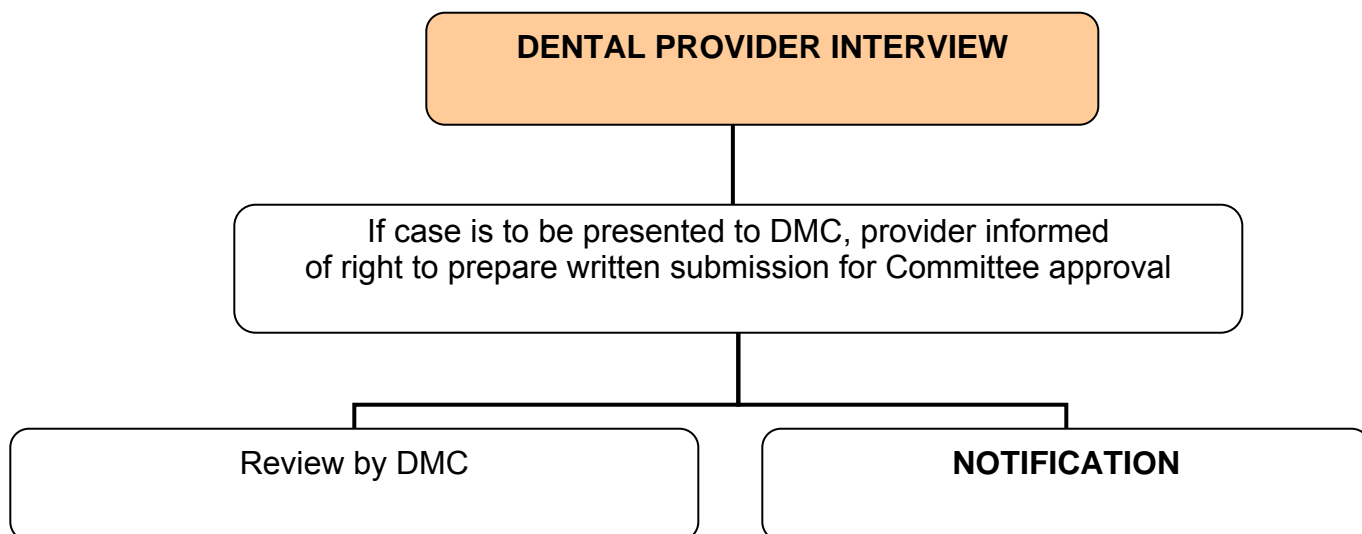 DENTAL PROVIDER INTERVIEW
If case is to be presented to DMC, provider informed
of right to prepare written submission for Committee approval
Review by DMC
NOTIFICATION